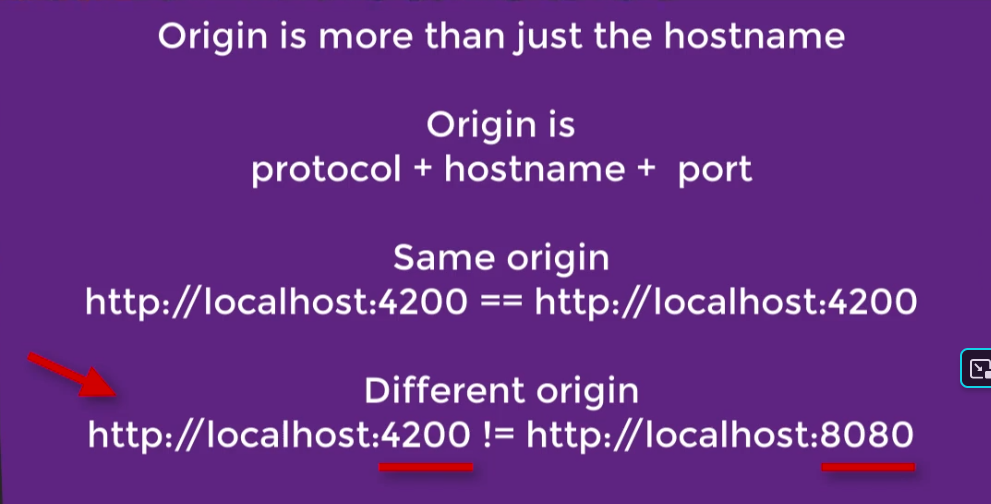 Origin is more than just the hostname
Origin is
protocol + hostname + port
Same origin
http://localhost:4200 == http://localhost:4200
Different origin
http://localhost:4200 != http://localhost:8080